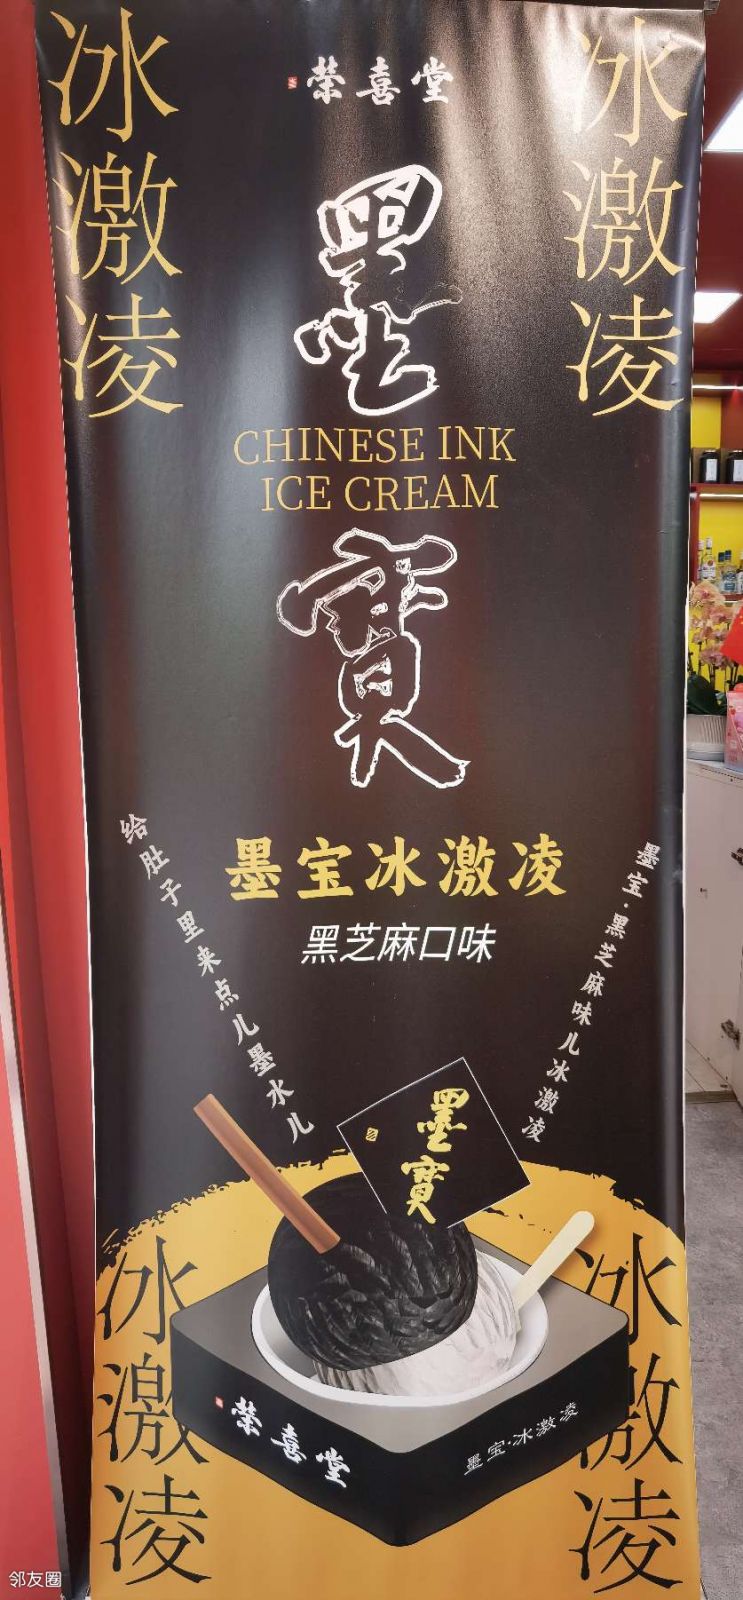 冰激凌
冰激凌
榮喜堂
墨
CHINESE INK
ICE CREAM
寶
墨宝冰激凌
黑芝麻口味
给肚子里来点儿墨水儿
墨宝·黑芝麻味儿冰激凌
墨寶
冰激凌
冰激凌
榮喜堂
墨宝·冰激凌
邻友圈